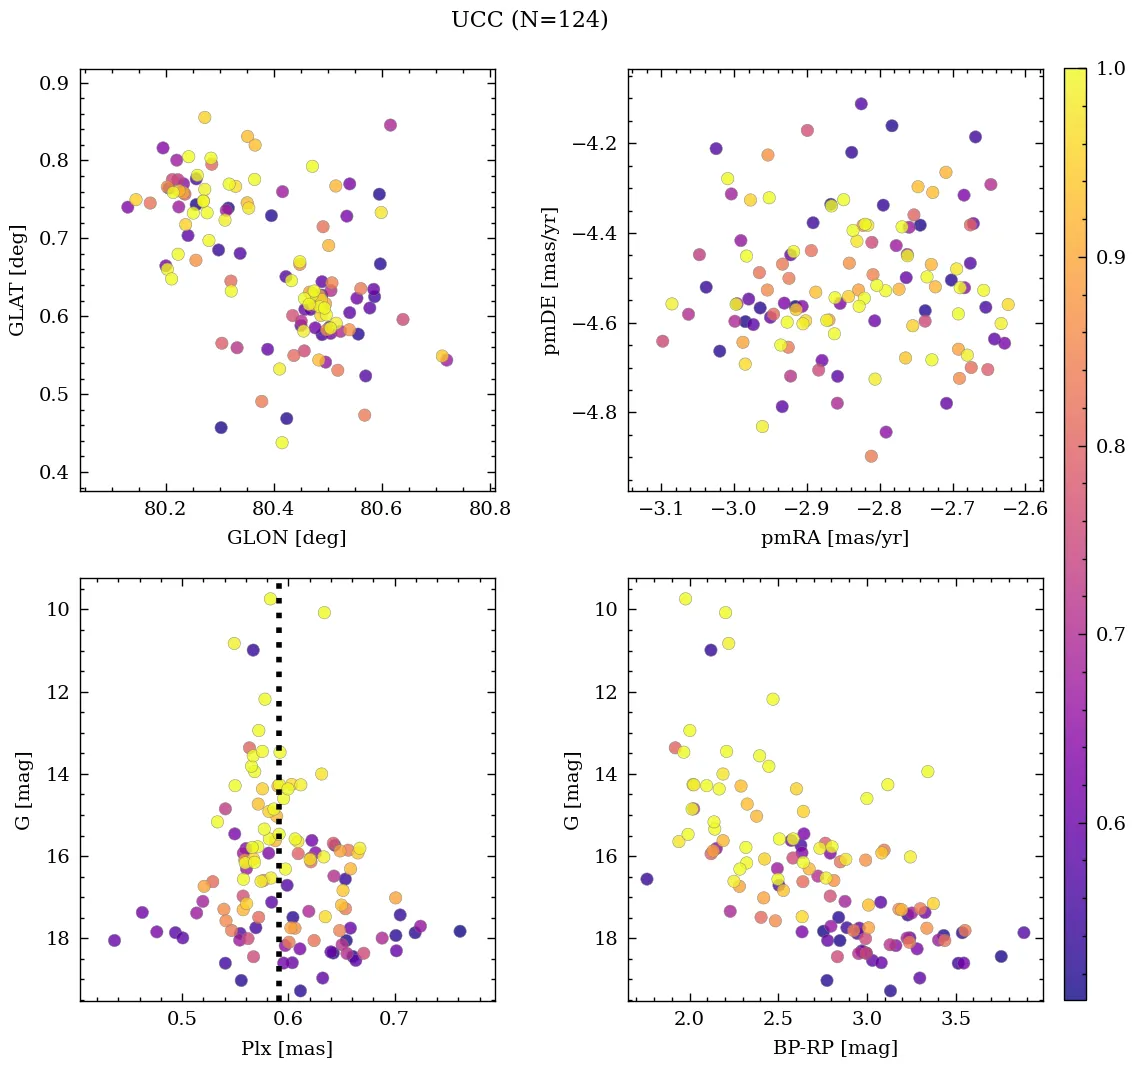 UCC (N=124)
0.9
0.8
0.7
0.6
0.5
0.4
GLAT [deg]
80.2 80.4 80.6 80.8
GLON [deg]
−4.2
−4.4
−4.6
−4.8
pmDE [mas/yr]
−3.1 −3.0 −2.9 −2.8 −2.7 −2.6
pmRA [mas/yr]
1.0
0.9
0.8
0.7
0.6
10
12
14
16
18
G [mag]
0.5 0.6 0.7
Plx [mas]
10
12
14
16
18
G [mag]
2.0 2.5 3.0 3.5
BP-RP [mag]